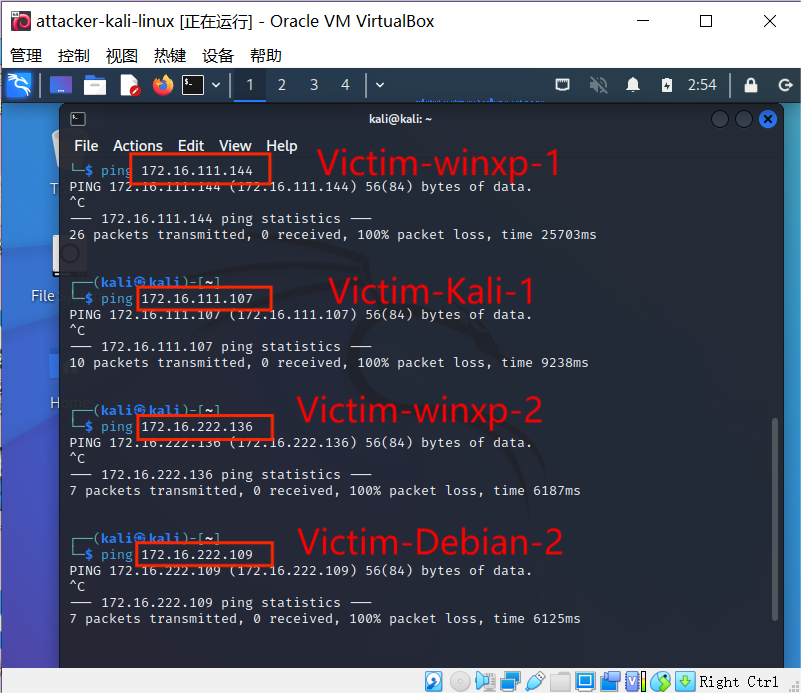 attacker-kali-linux [正在运行] - Oracle VM VirtualBox
管理 控制 视图 热键 设备 帮助
1 2 3 4 2:54
kali@kali: ~
File Actions Edit View Help
└─$ ping 172.16.111.144 Victim-winxp-1
PING 172.16.111.144 (172.16.111.144) 56(84) bytes of data.
^C
── 172.16.111.144 ping statistics ──
26 packets transmitted, 0 received, 100% packet loss, time 25703ms
┌──(kali㉿kali)-[~]
└─$ ping 172.16.111.107 Victim-Kali-1
PING 172.16.111.107 (172.16.111.107) 56(84) bytes of data.
^C
── 172.16.111.107 ping statistics ──
10 packets transmitted, 0 received, 100% packet loss, time 9238ms
┌──(kali㉿kali)-[~]
└─$ ping 172.16.222.136 Victim-winxp-2
PING 172.16.222.136 (172.16.222.136) 56(84) bytes of data.
^C
── 172.16.222.136 ping statistics ──
7 packets transmitted, 0 received, 100% packet loss, time 6187ms
┌──(kali㉿kali)-[~]
└─$ ping 172.16.222.109 Victim-Debian-2
PING 172.16.222.109 (172.16.222.109) 56(84) bytes of data.
^C
── 172.16.222.109 ping statistics ──
7 packets transmitted, 0 received, 100% packet loss, time 6125ms
File
Right Ctrl